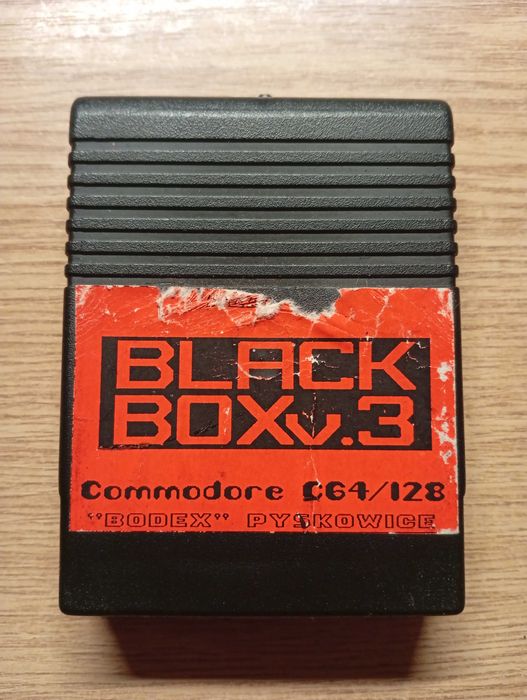 BLACK
BOXv.3
Commodore C64/128
"BODEX" PYSKOWICE